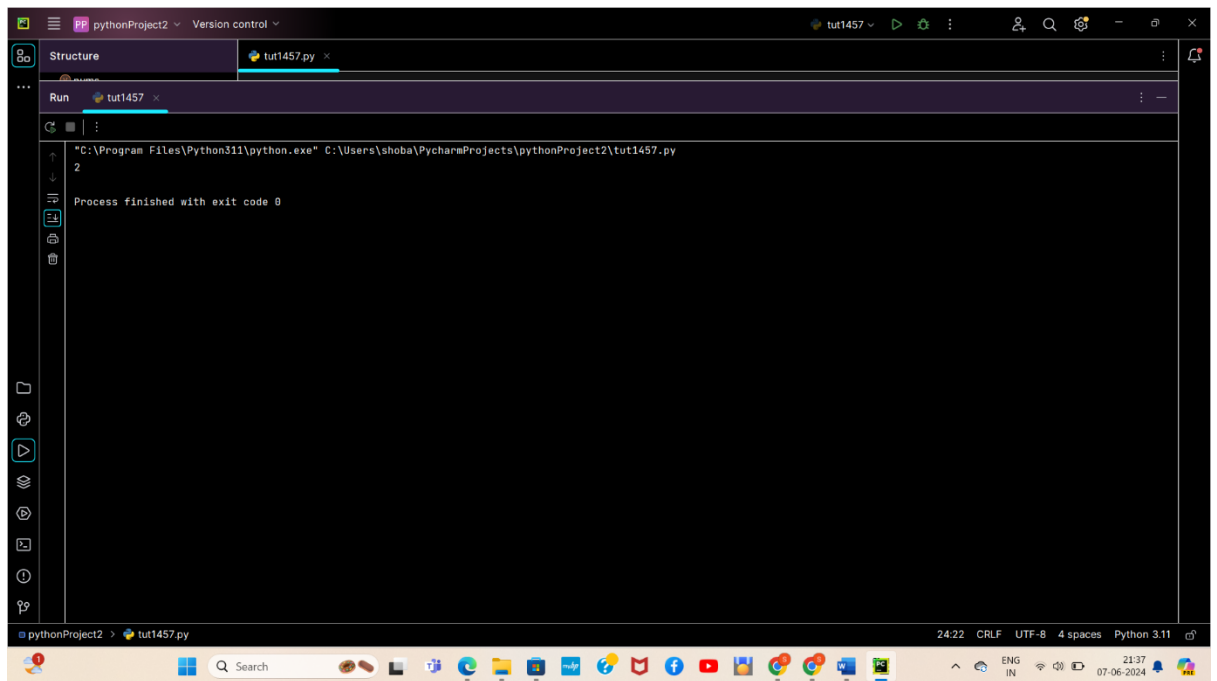 PC
PP pythonProject2 Version control
tut1457
Structure
tut1457.py
Run tut1457
"C:\Program Files\Python311\python.exe" C:\Users\shoba\PycharmProjects\pythonProject2\tut1457.py
2
Process finished with exit code 0
pythonProject2 > tut1457.py
24:22 CRLF UTF-8 4 spaces Python 3.11
1
Search
ENG
IN
21:37
07-06-2024